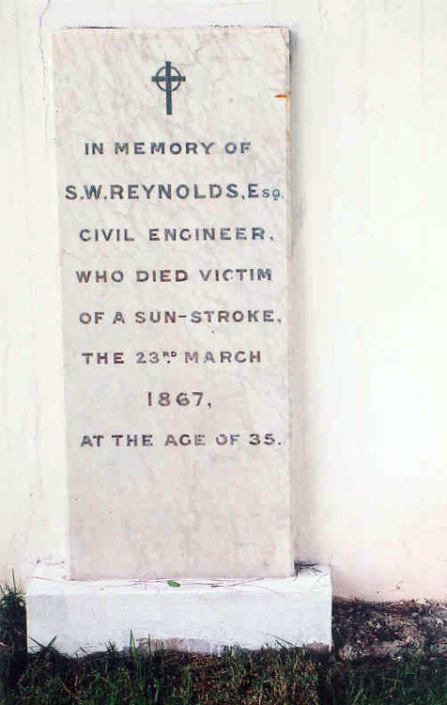 IN MEMORY OF
S.W. REYNOLDS, Esq.
CIVIL ENGINEER,
WHO DIED VICTIM
OF A SUN-STROKE,
THE 23RD. MARCH
1867,
AT THE AGE OF 35.